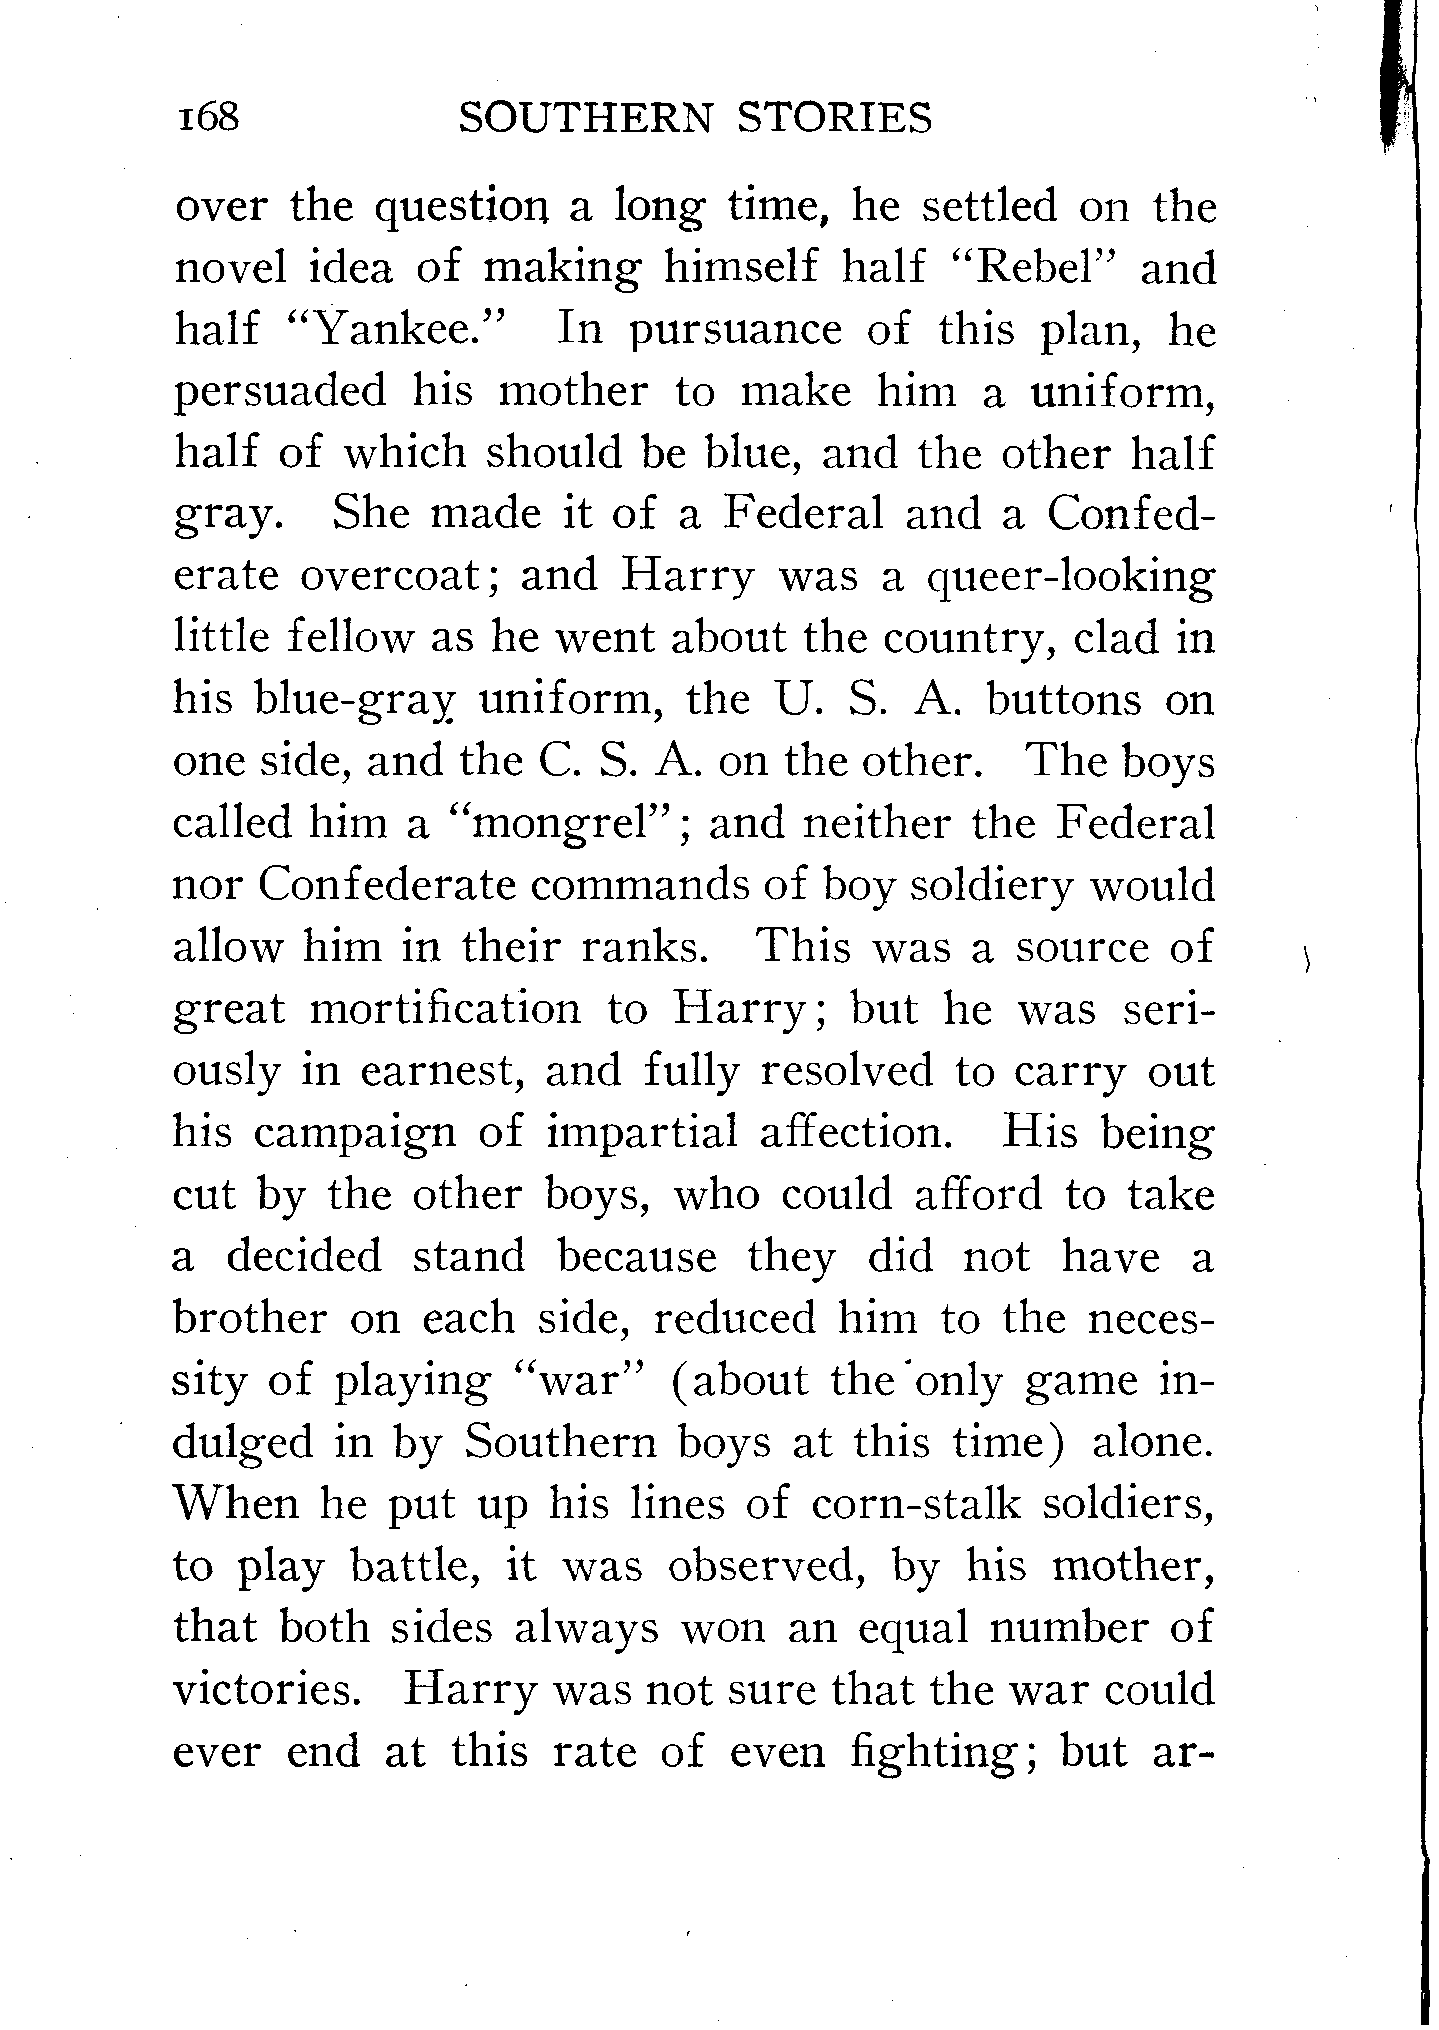 168 SOUTHERN STORIES
over the question a long time, he settled on the
novel idea of making himself half “Rebel” and
half “Yankee.” In pursuance of this plan, he
persuaded his mother to make him a uniform,
half of which should be blue, and the other half
gray. She made it of a Federal and a Confed-
erate overcoat; and Harry was a queer-looking
little fellow as he went about the country, clad in
his blue-gray uniform, the U. S. A. buttons on
one side, and the C. S. A. on the other. The boys
called him a “mongrel”; and neither the Federal
nor Confederate commands of boy soldiery would
allow him in their ranks. This was a source of
great mortification to Harry; but he was seri-
ously in earnest, and fully resolved to carry out
his campaign of impartial affection. His being
cut by the other boys, who could afford to take
a decided stand because they did not have a
brother on each side, reduced him to the neces-
sity of playing “war” (about the only game in-
dulged in by Southern boys at this time) alone.
When he put up his lines of corn-stalk soldiers,
to play battle, it was observed, by his mother,
that both sides always won an equal number of
victories. Harry was not sure that the war could
ever end at this rate of even fighting; but ar-